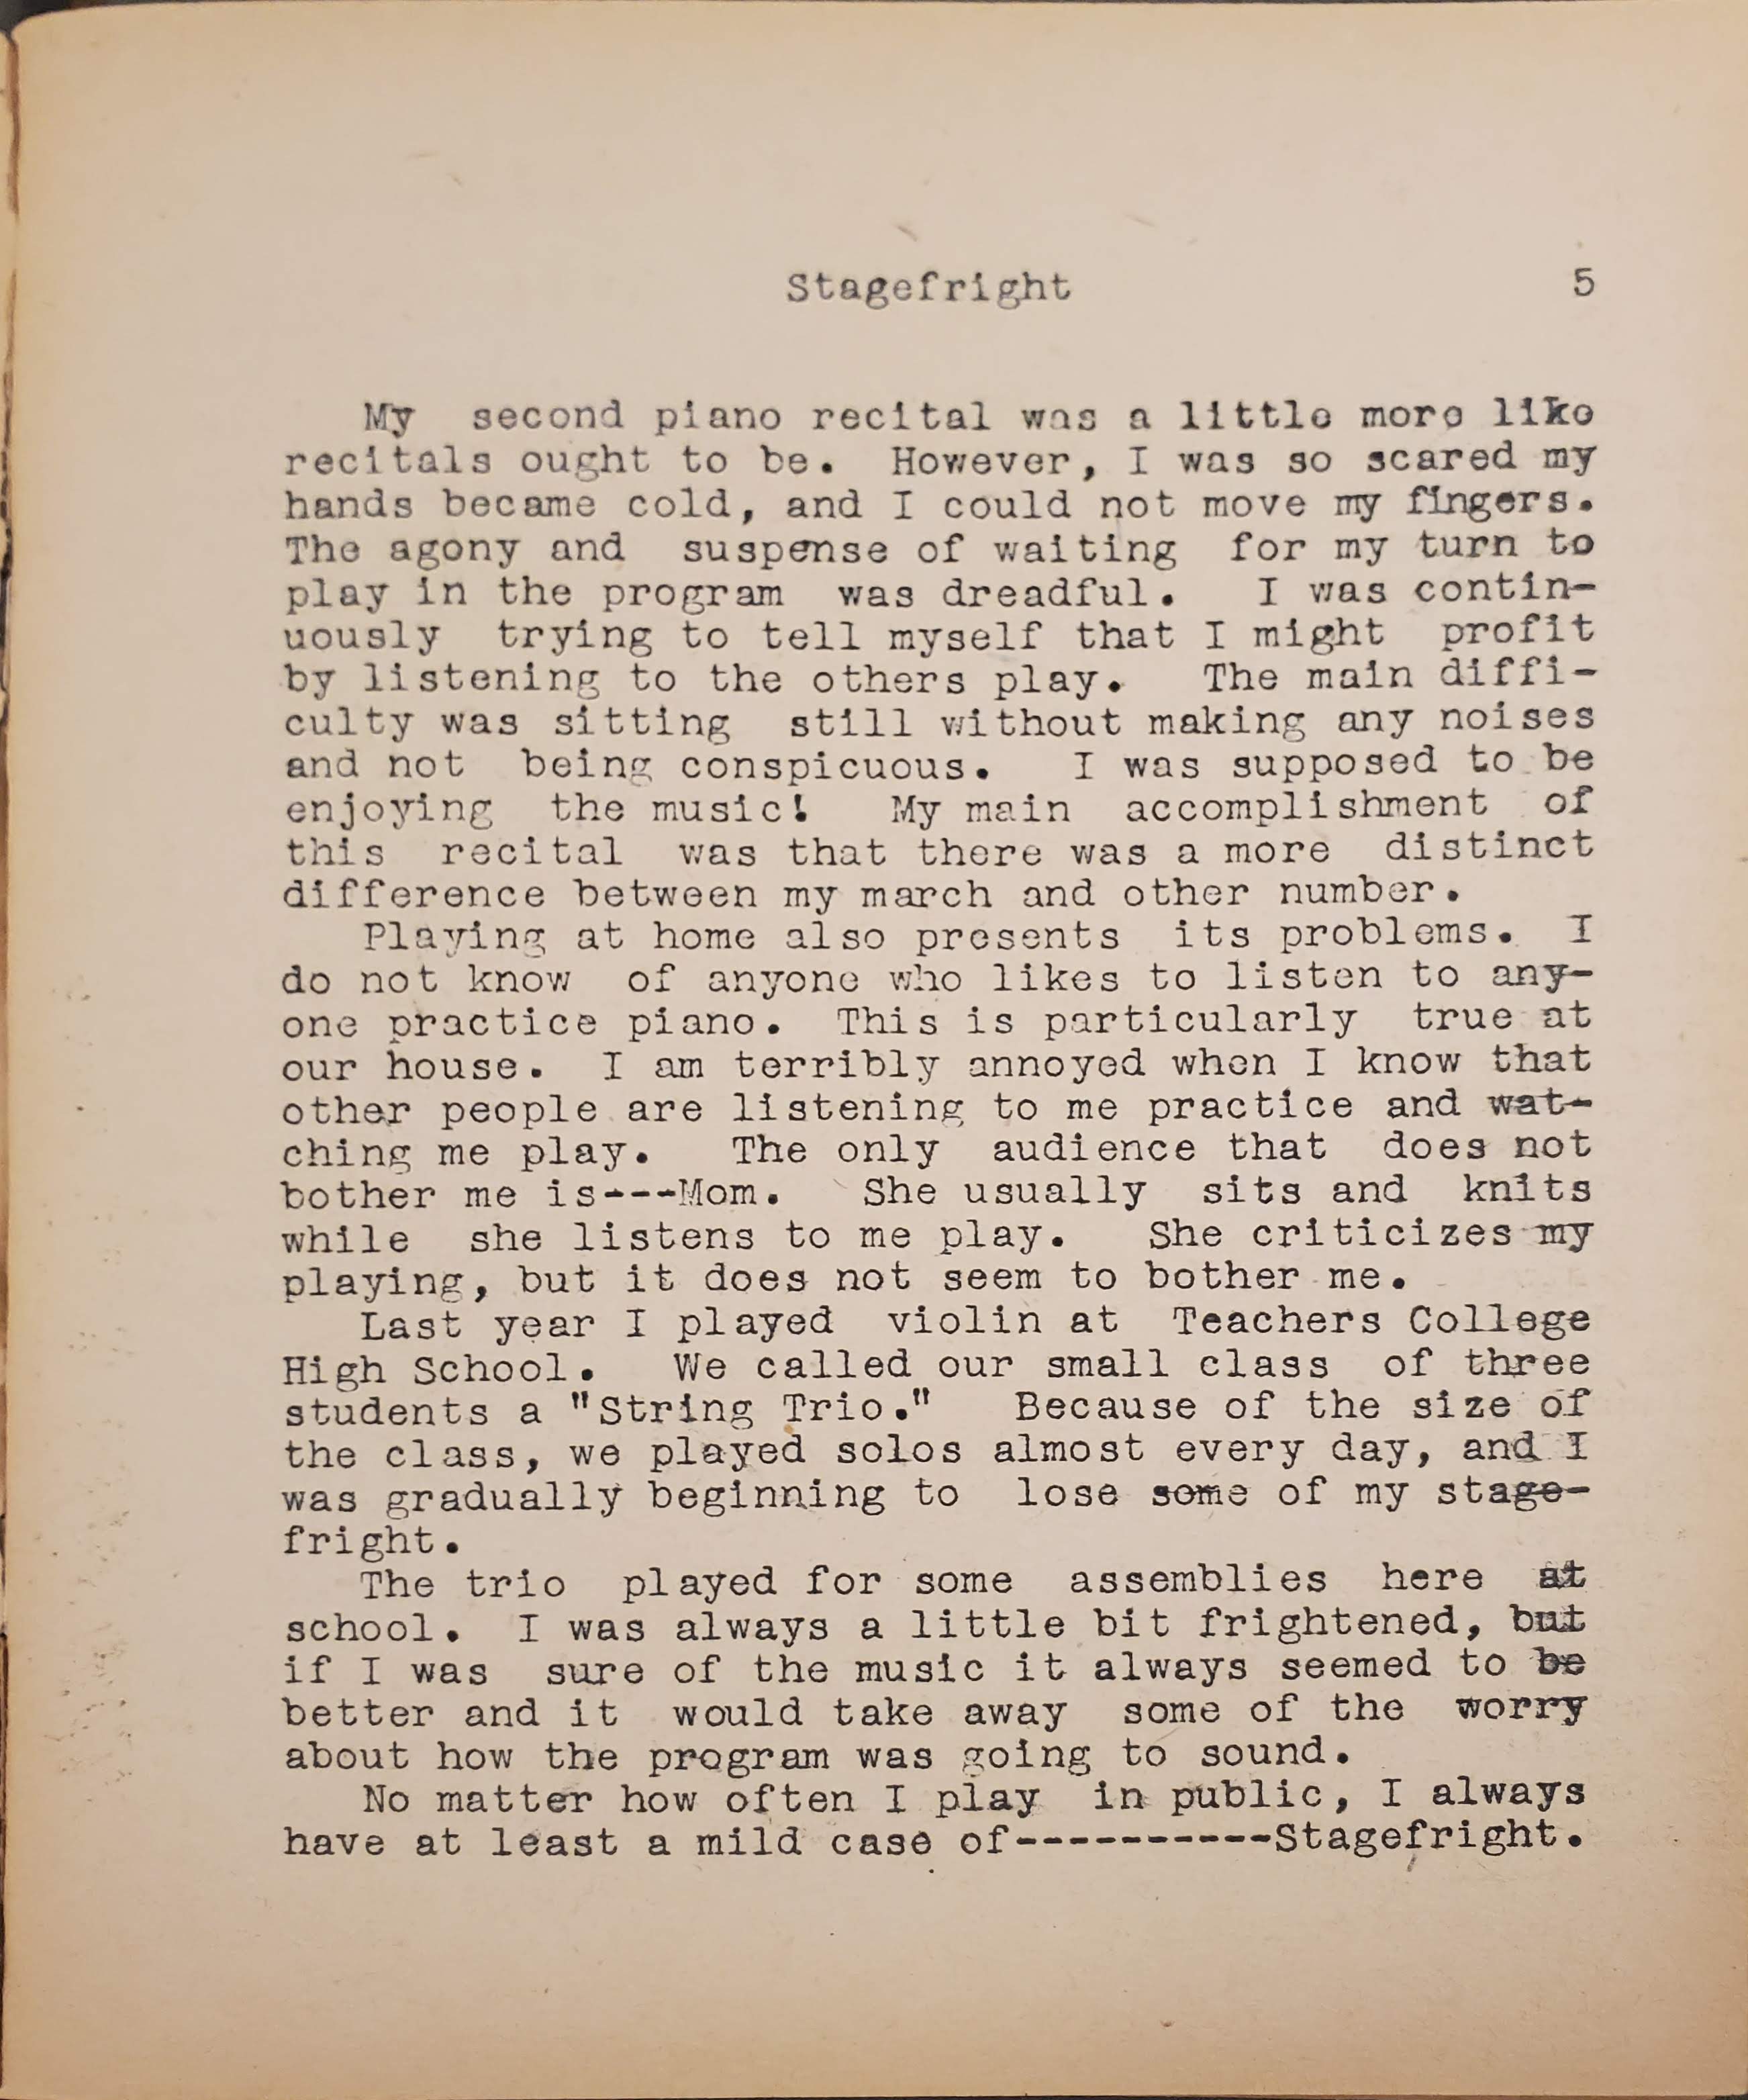 Stagefright 5
My second piano recital was a little more like
recitals ought to be. However, I was so scared my
hands became cold, and I could not move my fingers.
The agony and suspense of waiting for my turn to
play in the program was dreadful. I was contin-
uously trying to tell myself that I might profit
by listening to the others play. The main diffi-
culty was sitting still without making any noises
and not being conspicuous. I was supposed to be
enjoying the music! My main accomplishment of
this recital was that there was a more distinct
difference between my march and other number.
Playing at home also presents its problems. I
do not know of anyone who likes to listen to any-
one practice piano. This is particularly true at
our house. I am terribly annoyed when I know that
other people are listening to me practice and wat-
ching me play. The only audience that does not
bother me is---Mom. She usually sits and knits
while she listens to me play. She criticizes my
playing, but it does not seem to bother me.
Last year I played violin at Teachers College
High School. We called our small class of three
students a "String Trio." Because of the size of
the class, we played solos almost every day, and I
was gradually beginning to lose some of my stage-
fright.
The trio played for some assemblies here at
school. I was always a little bit frightened, but
if I was sure of the music it always seemed to be
better and it would take away some of the worry
about how the program was going to sound.
No matter how often I play in public, I always
have at least a mild case of----------Stagefright.